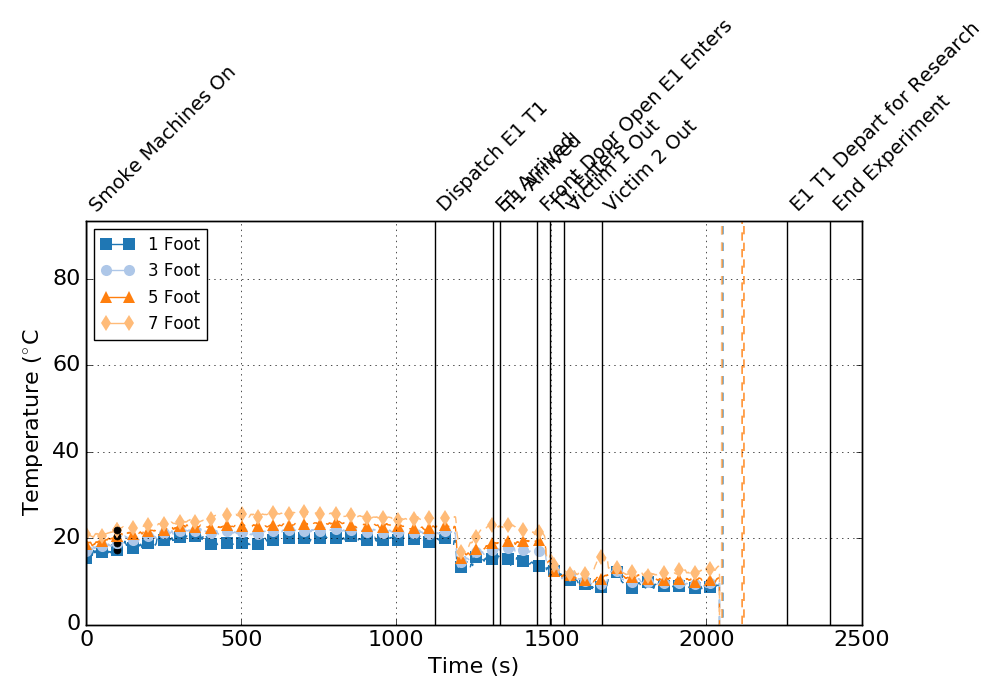 Smoke Machines On
Dispatch E1 T1
E1 Arrived
T1 Arrived
Front Door Open E1 Enters
T1 Enters
Victim 1 Out
Victim 2 Out
E1 T1 Depart for Research
End Experiment
1 Foot
3 Foot
5 Foot
7 Foot
80
60
40
20
0
Temperature (°C
0 500 1000 1500 2000 2500
Time (s)